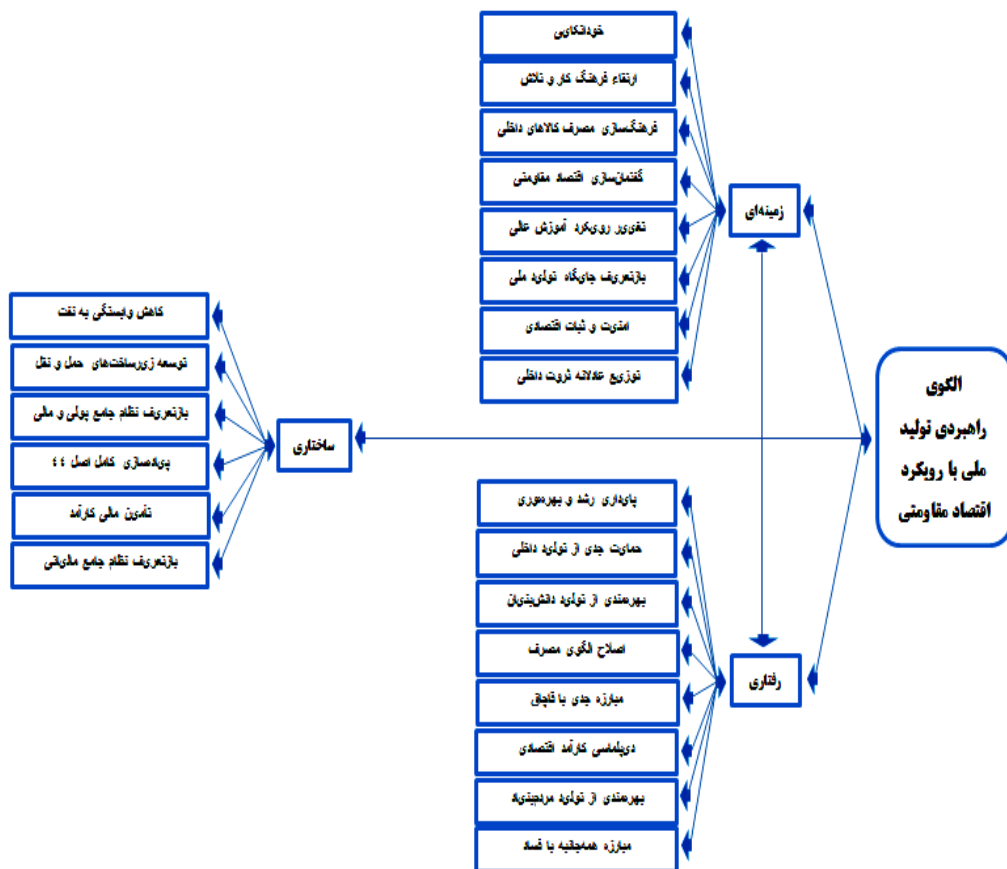 الگوی
راهبردی تولید
ملی با رویکرد
اقتصاد مقاومتی
زمینه‌ای
خوداتکایی
ارتقاء فرهنگ کار و تلاش
فرهنگ‌سازی مصرف کالاهای داخلی
گفتمان‌سازی اقتصاد مقاومتی
تغییر رویکرد آموزش عالی
بازتعریف جایگاه تولید ملی
امنیت و ثبات اقتصادی
توزیع عادلانه ثروت داخلی
رفتاری
پایداری رشد و بهره‌وری
حمایت جدی از تولید داخلی
بهره‌مندی از تولید دانش‌بنیان
اصلاح الگوی مصرف
مبارزه جدی با قاچاق
دیپلماسی کارآمد اقتصادی
بهره‌مندی از تولید مردم‌بنیاد
مبارزه همه‌جانبه با فساد
ساختاری
کاهش وابستگی به نفت
توسعه زیرساخت‌های حمل و نقل
بازتعریف نظام جامع پولی و مالی
پیاده‌سازی کامل اصل ٤٤
تأمین مالی کارآمد
بازتعریف نظام جامع مالیاتی